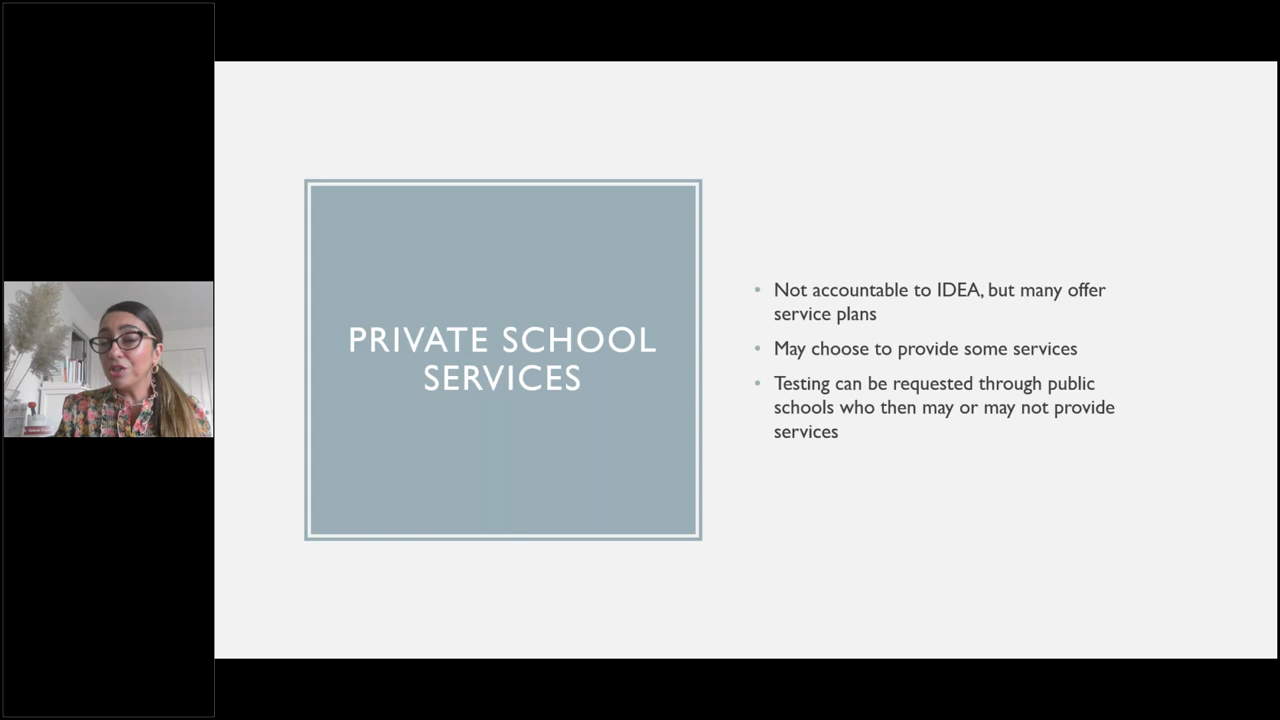 PRIVATE SCHOOL
SERVICES
• Not accountable to IDEA, but many offer
service plans
• May choose to provide some services
• Testing can be requested through public
schools who then may or may not provide
services